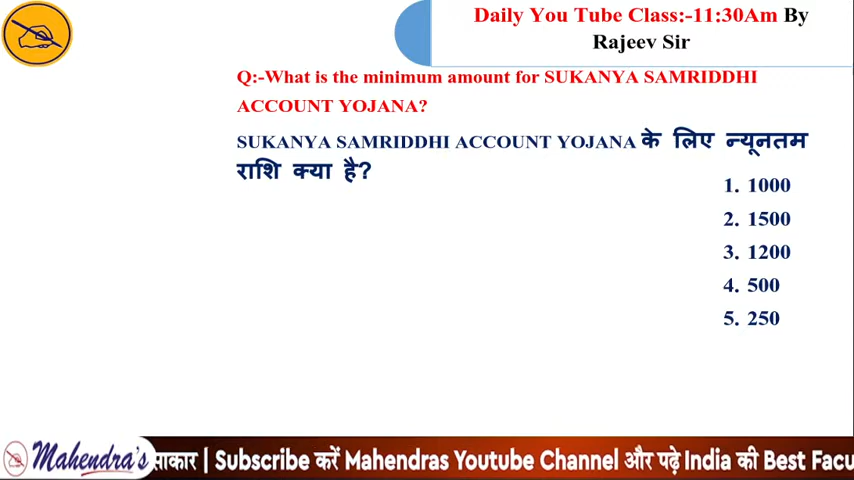 Daily You Tube Class:-11:30Am By
Rajeev Sir
Q:-What is the minimum amount for SUKANYA SAMRIDDHI
ACCOUNT YOJANA?
SUKANYA SAMRIDDHI ACCOUNT YOJANA के लिए न्यूनतम
राशि क्या है?
1. 1000
2. 1500
3. 1200
4. 500
5. 250
Mahendra's साकार | Subscribe करें Mahendras Youtube Channel और पढ़े India की Best Facu